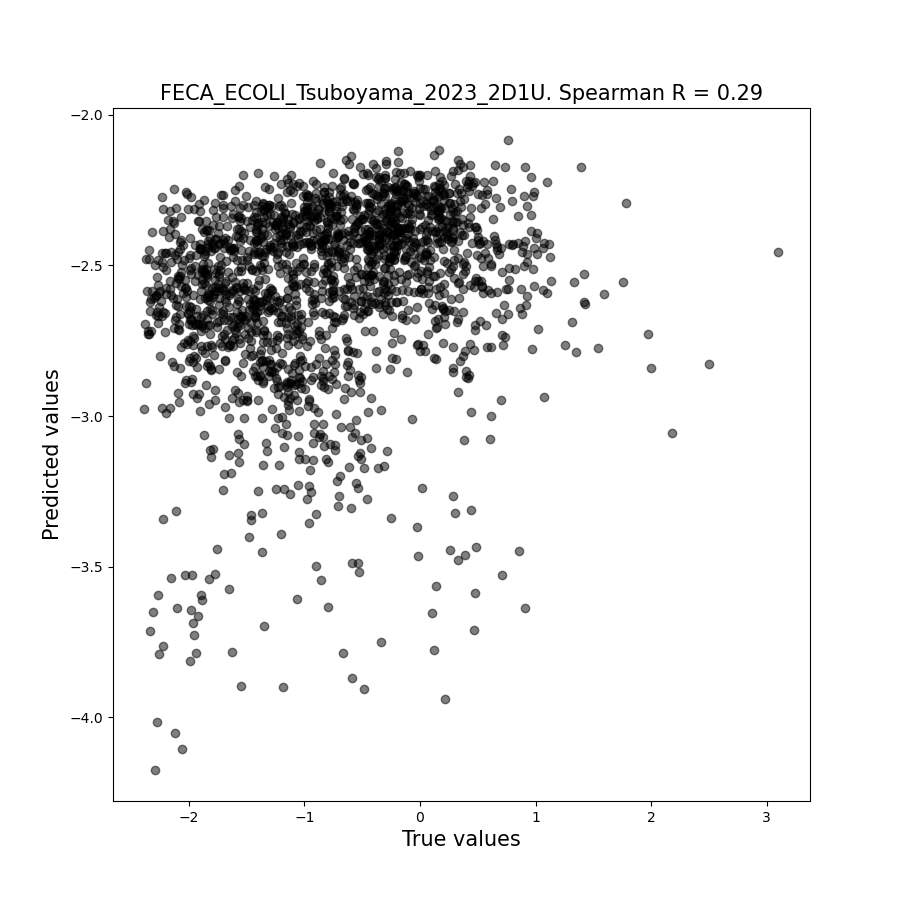 FECA_ECOLI_Tsuboyama_2023_2D1U. Spearman R = 0.29
−2.0
−2.5
−3.0
−3.5
−4.0
Predicted values
−2 −1 0 1 2 3
True values